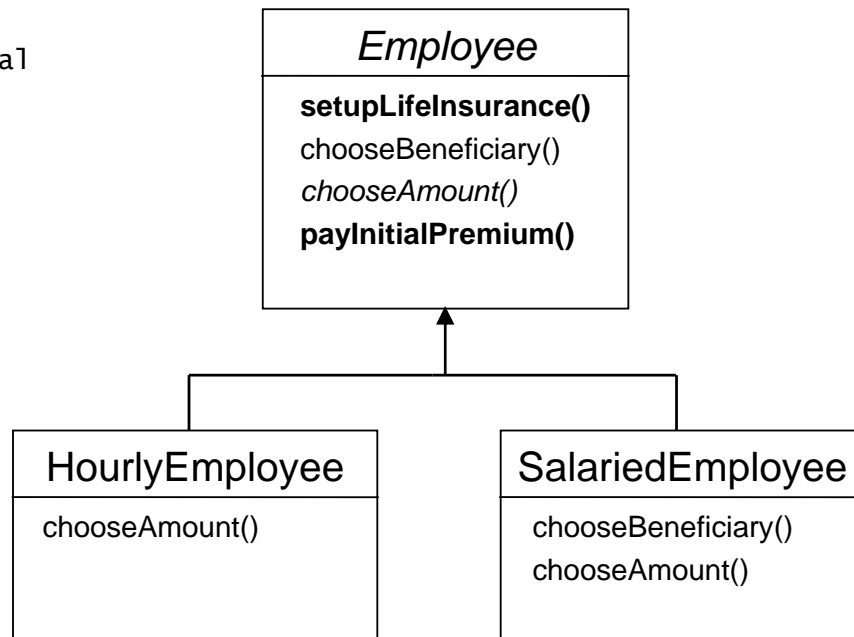 al
Employee
setupLifeInsurance()
chooseBeneficiary()
chooseAmount()
payInitialPremium()
HourlyEmployee
chooseAmount()
SalariedEmployee
chooseBeneficiary()
chooseAmount()